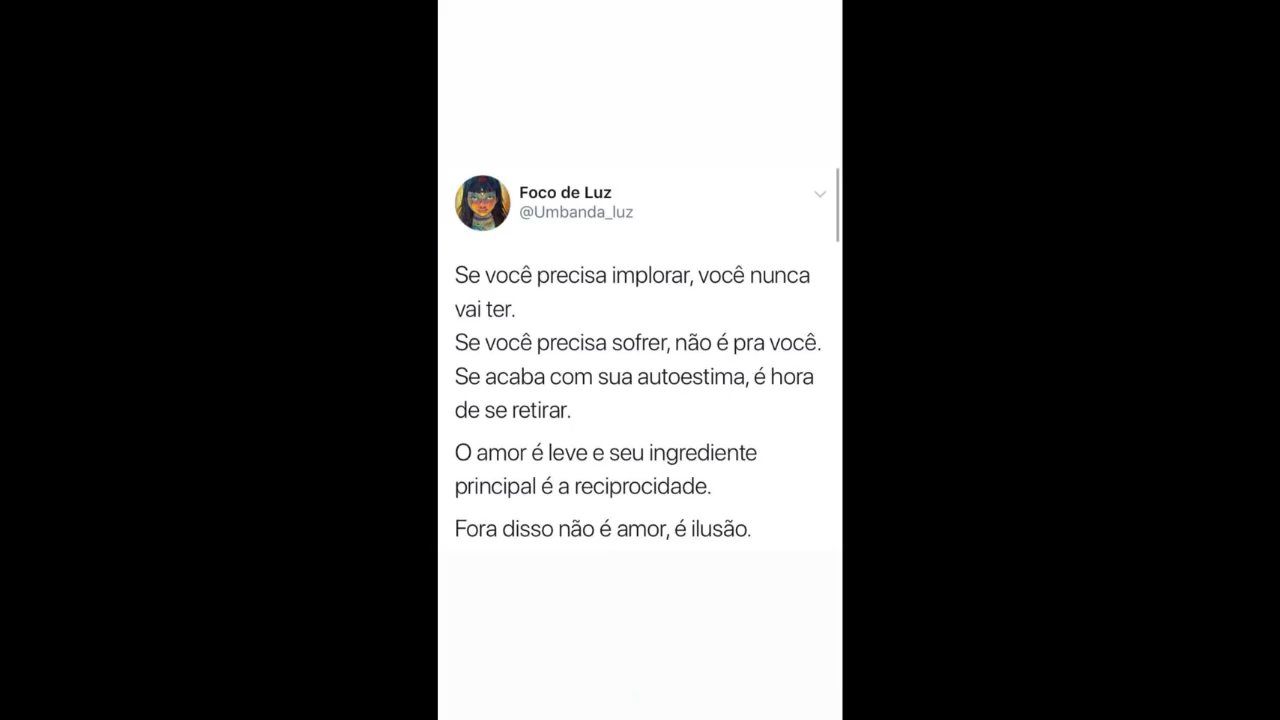 Foco de Luz
@Umbanda_luz
Se você precisa implorar, você nunca
vai ter.
Se você precisa sofrer, não é pra você.
Se acaba com sua autoestima, é hora
de se retirar.
O amor é leve e seu ingrediente
principal é a reciprocidade.
Fora disso não é amor, é ilusão.